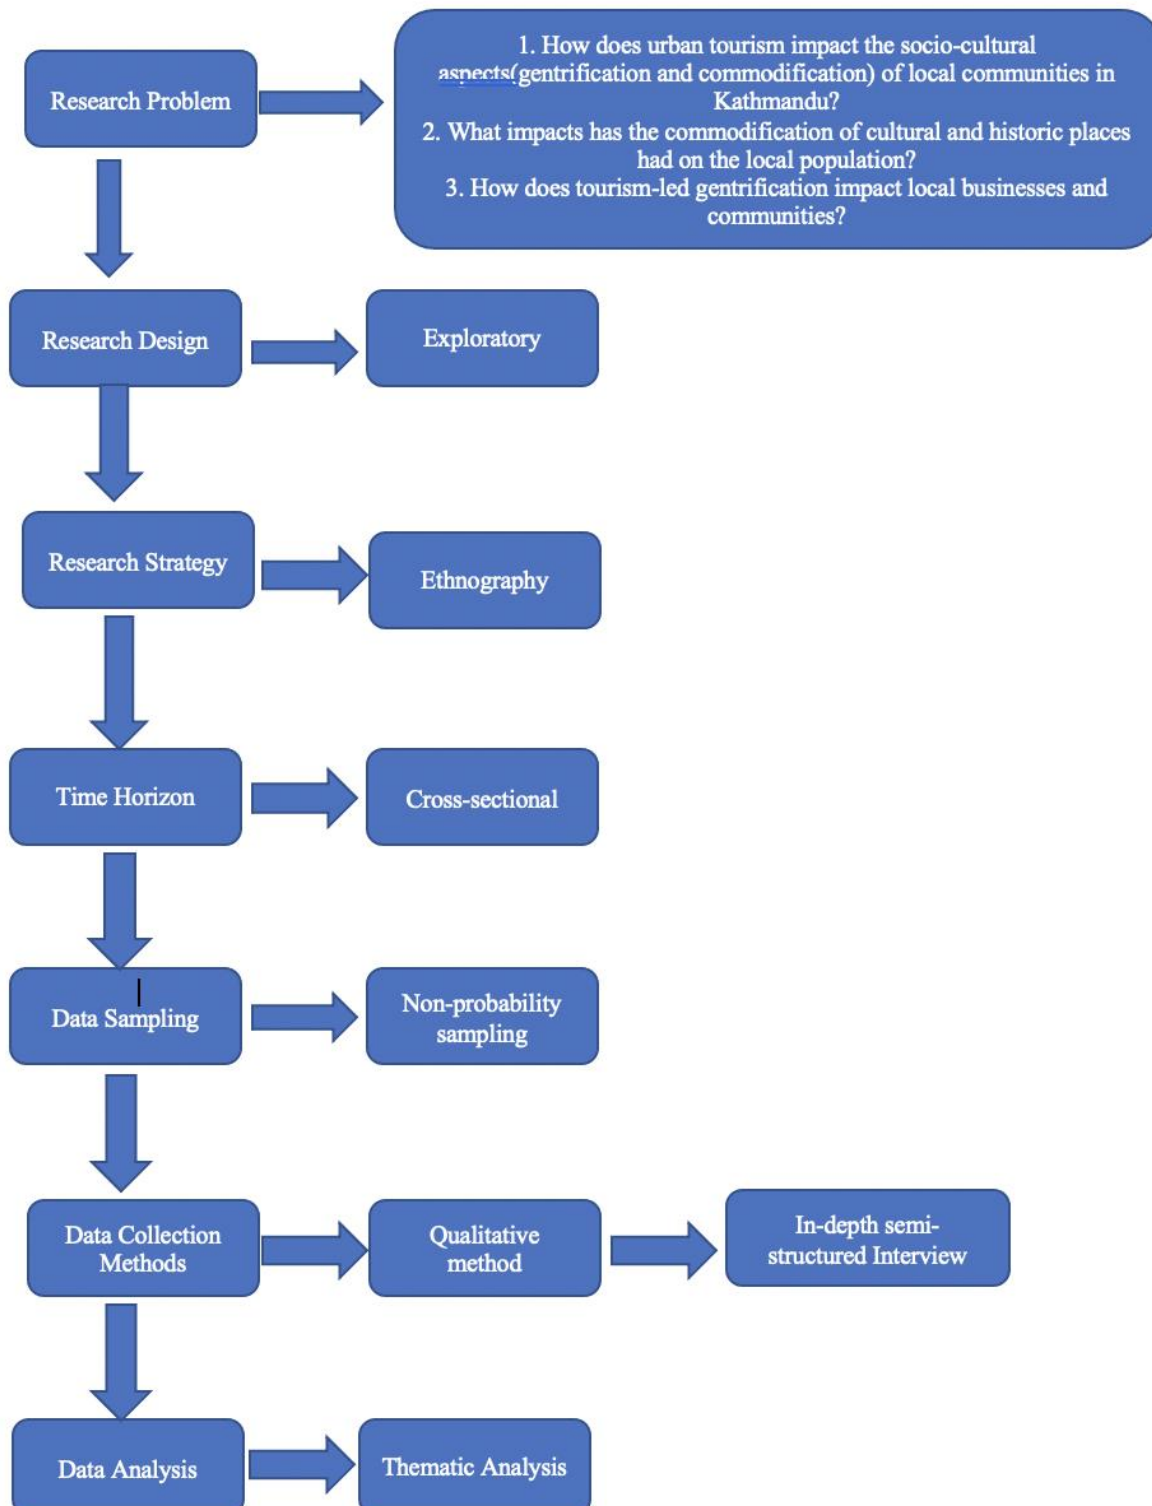 Research Problem
1. How does urban tourism impact the socio-cultural
aspects(gentrification and commodification) of local communities in
Kathmandu?
2. What impacts has the commodification of cultural and historic places
had on the local population?
3. How does tourism-led gentrification impact local businesses and
communities?
Research Design
Exploratory
Research Strategy
Ethnography
Time Horizon
Cross-sectional
Data Sampling
Non-probability
sampling
Data Collection
Methods
Qualitative
method
In-depth semi-
structured Interview
Data Analysis
Thematic Analysis